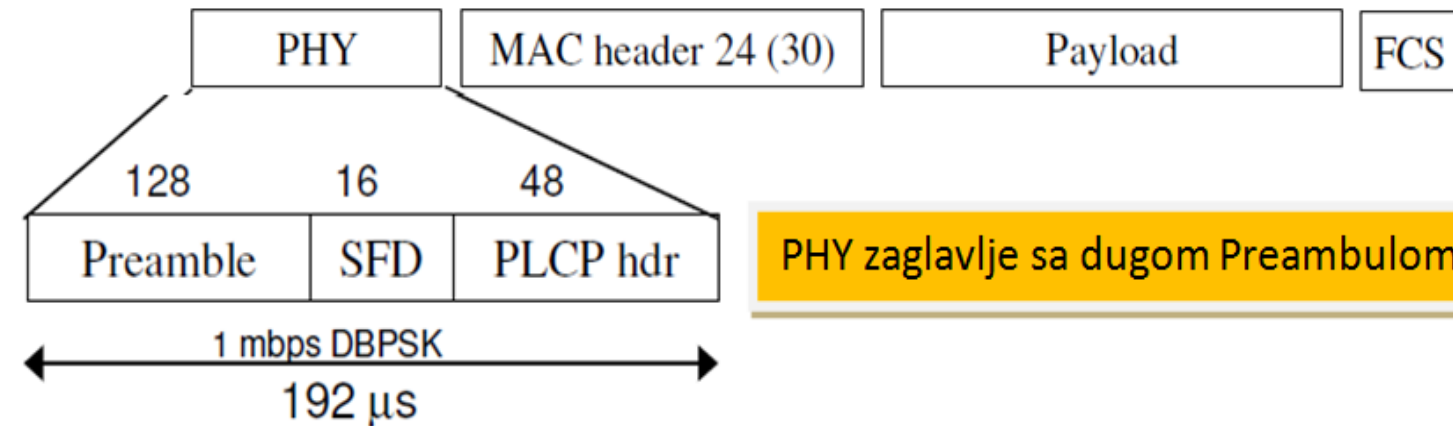 PHY MAC header 24 (30) Payload FCS
128 16 48
Preamble SFD PLCP hdr PHY zaglavlje sa dugom Preambulom
1 mbps DBPSK
192 μs